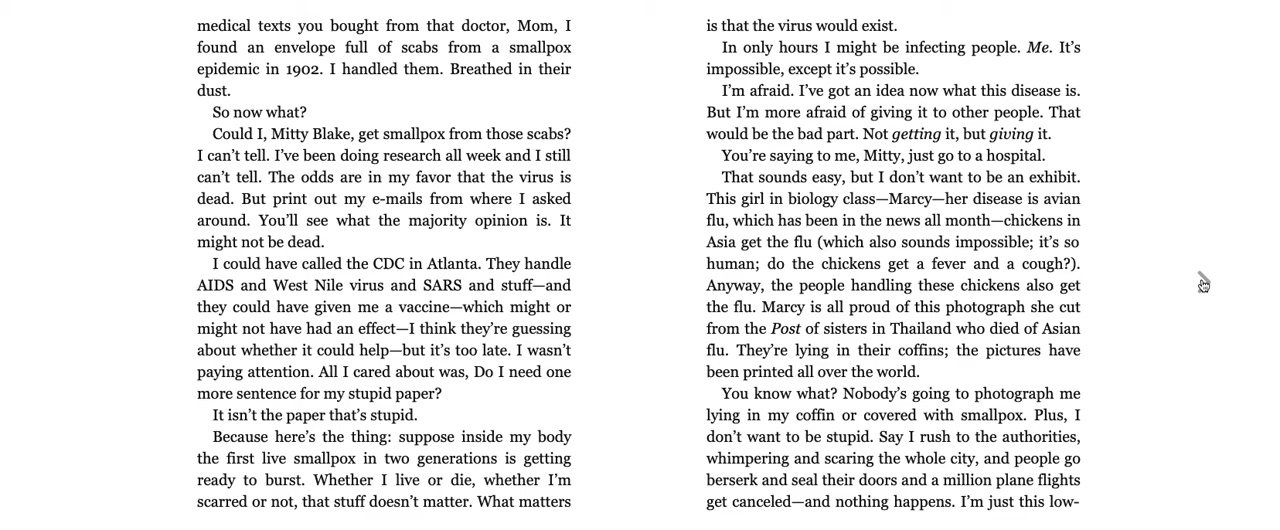 medical texts you bought from that doctor, Mom, I
found an envelope full of scabs from a smallpox
epidemic in 1902. I handled them. Breathed in their
dust.
So now what?
Could I, Mitty Blake, get smallpox from those scabs?
I can't tell. I've been doing research all week and I still
can't tell. The odds are in my favor that the virus is
dead. But print out my e-mails from where I asked
around. You'll see what the majority opinion is. It
might not be dead.
I could have called the CDC in Atlanta. They handle
AIDS and West Nile virus and SARS and stuff—and
they could have given me a vaccine—which might or
might not have had an effect—I think they're guessing
about whether it could help—but it's too late. I wasn't
paying attention. All I cared about was, Do I need one
more sentence for my stupid paper?
It isn't the paper that's stupid.
Because here's the thing: suppose inside my body
the first live smallpox in two generations is getting
ready to burst. Whether I live or die, whether I'm
scarred or not, that stuff doesn't matter. What matters
is that the virus would exist.
In only hours I might be infecting people. Me. It's
impossible, except it's possible.
I'm afraid. I've got an idea now what this disease is.
But I'm more afraid of giving it to other people. That
would be the bad part. Not getting it, but giving it.
You're saying to me, Mitty, just go to a hospital.
That sounds easy, but I don't want to be an exhibit.
This girl in biology class—Marcy—her disease is avian
flu, which has been in the news all month—chickens in
Asia get the flu (which also sounds impossible; it's so
human; do the chickens get a fever and a cough?).
Anyway, the people handling these chickens also get
the flu. Marcy is all proud of this photograph she cut
from the Post of sisters in Thailand who died of Asian
flu. They're lying in their coffins; the pictures have
been printed all over the world.
You know what? Nobody's going to photograph me
lying in my coffin or covered with smallpox. Plus, I
don't want to be stupid. Say I rush to the authorities,
whimpering and scaring the whole city, and people go
berserk and seal their doors and a million plane flights
get canceled—and nothing happens. I'm just this low-